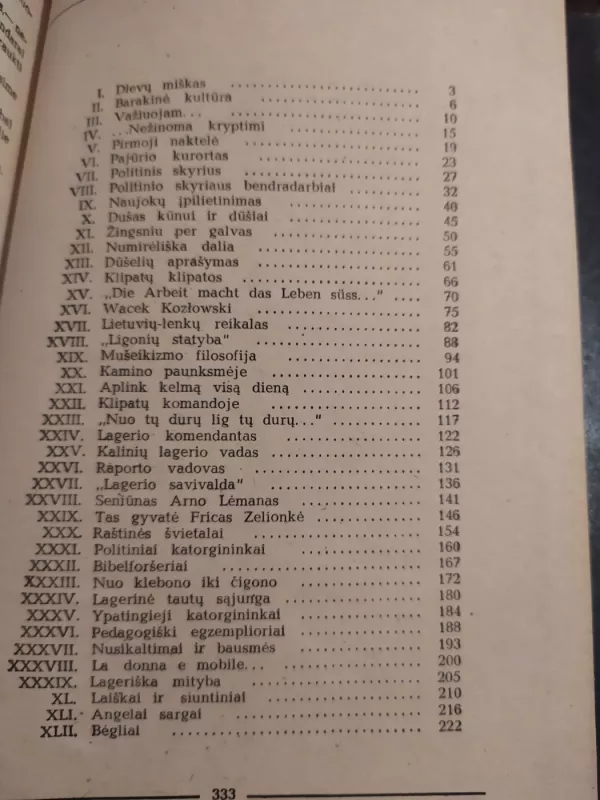 I. Dievų miškas 3
II. Barakinė kultūra 6
III. Važiuojam... 10
IV. ...Nežinoma kryptimi 15
V. Pirmoji naktelė 19
VI. Pajūrio kurortas 23
VII. Politinis skyrius 27
VIII. Politinio skyriaus bendradarbiai 32
IX. Naujokų įpilietinimas 40
X. Dušas kūnui ir dūšiai 45
XI. Žingsniu per galvas 50
XII. Numirėliška dalia 55
XIII. Dūšelių aprašymas 61
XIV. Klipatų klipatos 66
XV. „Die Arbeit macht das Leben süss...“ 70
XVI. Wacek Kozłowski 75
XVII. Lietuvių-lenkų reikalas 82
XVIII. „Ligonių statyba“ 88
XIX. Mušeikizmo filosofija 94
XX. Kamino paunksmėje 101
XXI. Aplink kelmą visą dieną 106
XXII. Klipatų komandoje 112
XXIII. „Nuo tų durų lig tų durų...“ 117
XXIV. Lagerio komendantas 122
XXV. Kalinių lagerio vadas 126
XXVI. Raporto vadovas 131
XXVII. „Lagerio savivalda“ 136
XXVIII. Seniūnas Arno Lėmanas 141
XXIX. Tas gyvatė Fricas Zelionkė 146
XXX. Raštinės švietalai 154
XXXI. Politiniai katorgininkai 160
XXXII. Bibelforšeriai 167
XXXIII. Nuo klebono iki čigono 172
XXXIV. Lagerinė tautų sąjunga 180
XXXV. Ypatingieji katorgininkai 184
XXXVI. Pedagogiški egzemplioriai 188
XXXVII. Nusikaltimai ir bausmės 193
XXXVIII. La donna e mobile... 200
XXXIX. Lageriška mityba 205
XL. Laiškai ir siuntiniai 210
XLI. Angelai sargai 216
XLII. Bėgliai 222
333